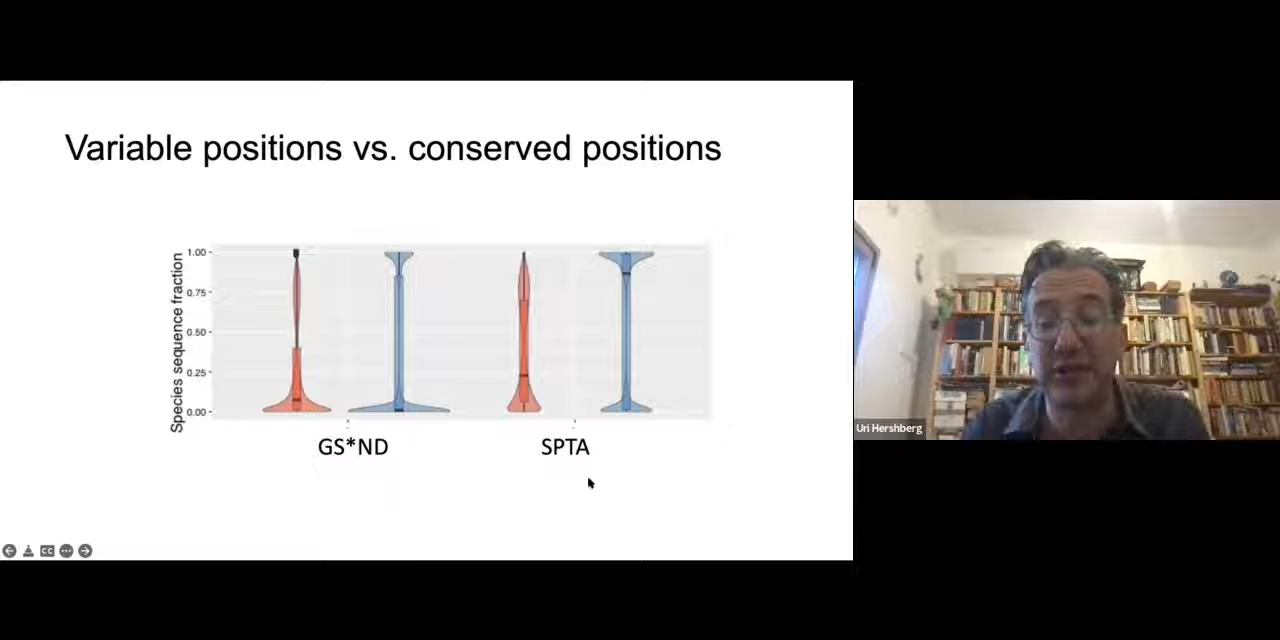 Variable positions vs. conserved positions
Species sequence fraction
1.00
0.75
0.50
0.25
0.00
GS*ND
SPTA
CC
Uri Hershberg